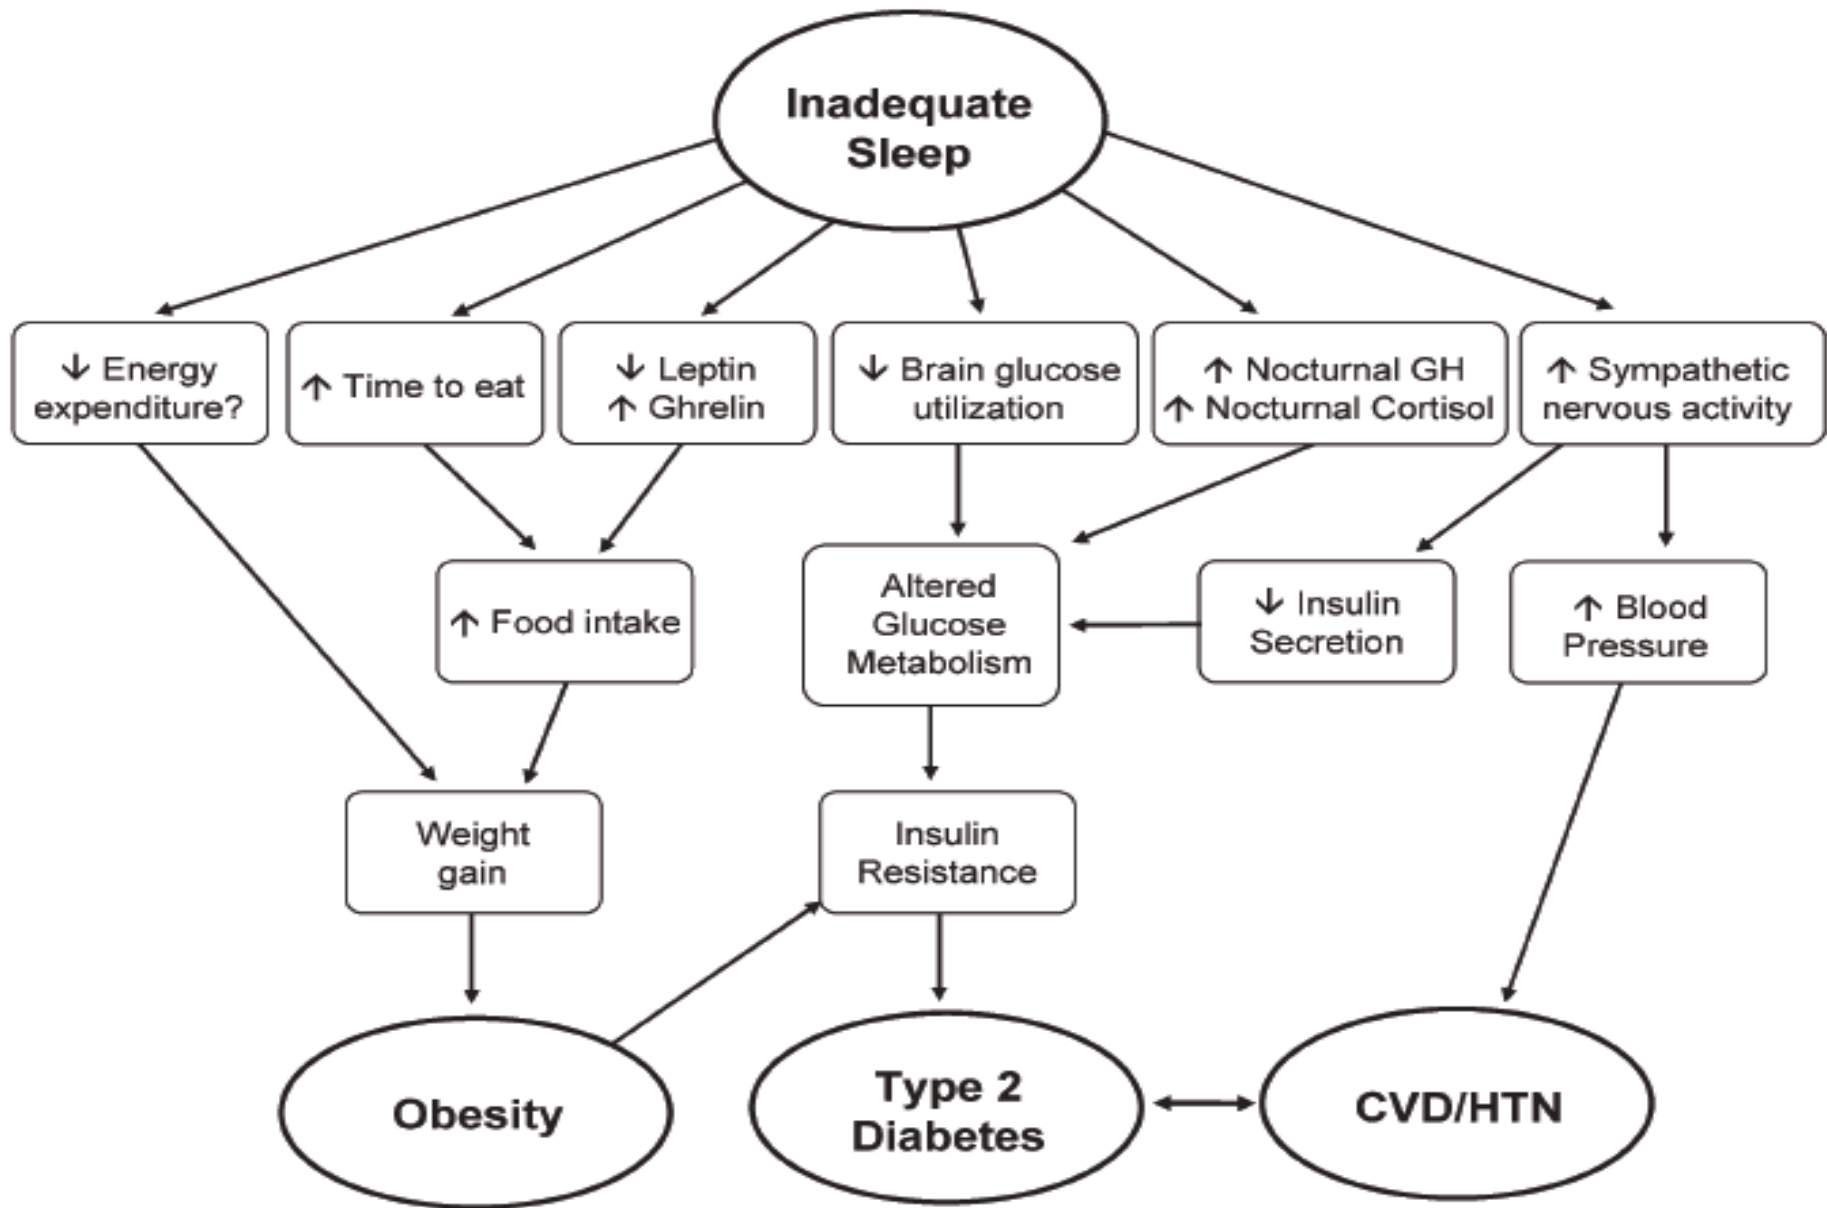 Inadequate
Sleep
↓ Energy
expenditure?
↑ Time to eat
↓ Leptin
↑ Ghrelin
↓ Brain glucose
utilization
↑ Nocturnal GH
↑ Nocturnal Cortisol
↑ Sympathetic
nervous activity
↑ Food intake
Altered
Glucose
Metabolism
↓ Insulin
Secretion
↑ Blood
Pressure
Weight
gain
Insulin
Resistance
Obesity
Type 2
Diabetes
CVD/HTN